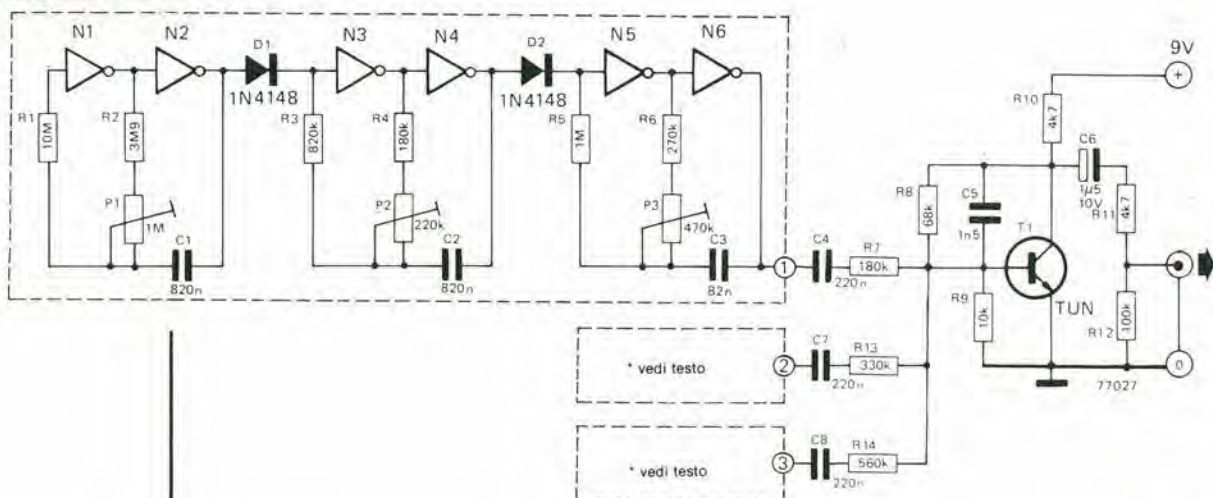 N1
N2
D1
1N4148
N3
N4
D2
1N4148
N5
N6
9V
+
R1
10M
R2
3M9
R3
820k
R4
180k
R5
1M
R6
270k
R10
4k7
P1
1M
C1
820n
P2
220k
C2
820n
P3
470k
C3
82n
1
C4
220n
R7
180k
R8
68k
C5
1n5
C6
1µ5
10V
R11
4k7
T1
TUN
R9
10k
R12
100k
0
77027
* vedi testo
2
C7
220n
R13
330k
* vedi testo
3
C8
220n
R14
560k